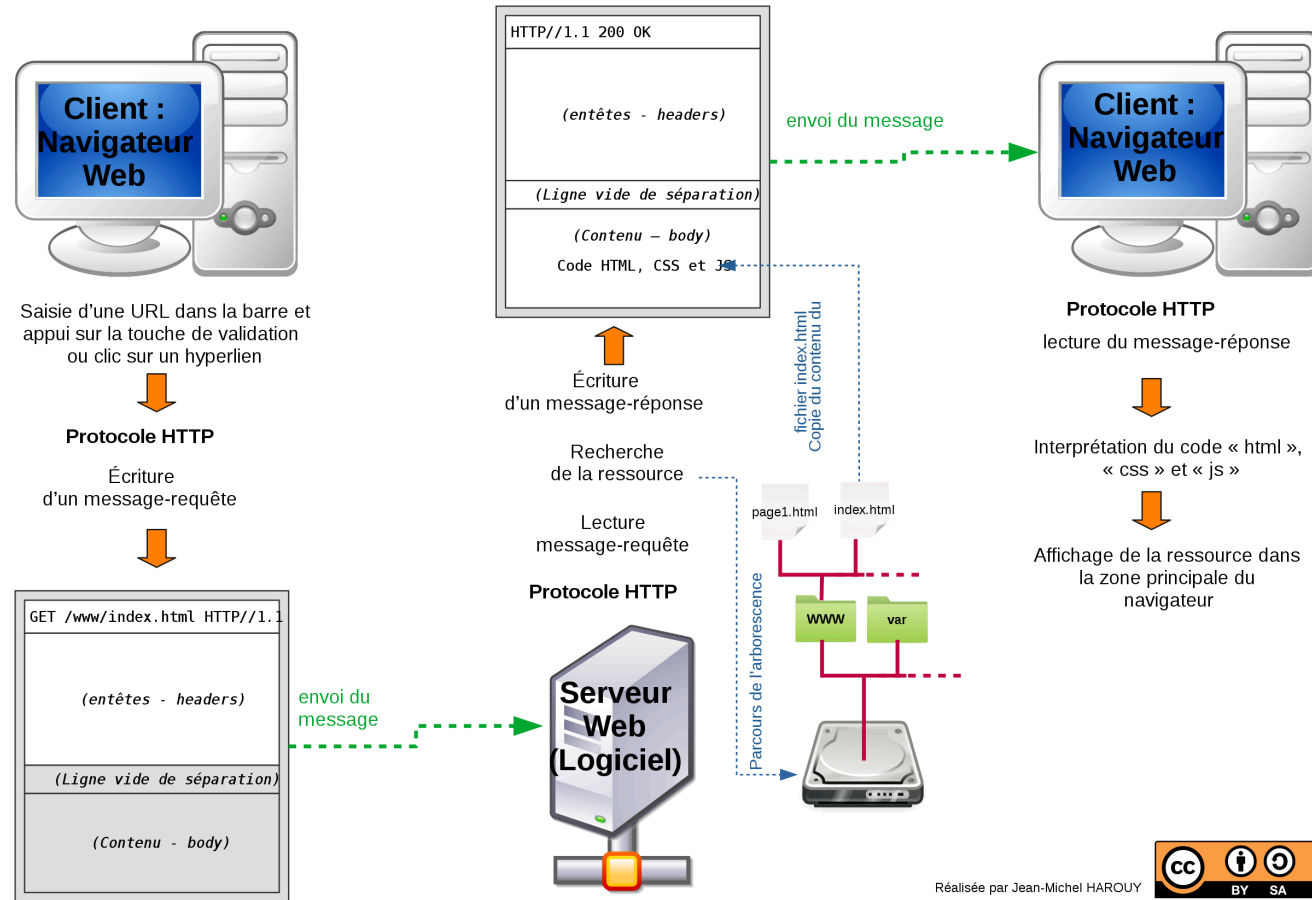 Client :
Navigateur
Web
Saisie d'une URL dans la barre et
appui sur la touche de validation
ou clic sur un hyperlien
Protocole HTTP
Écriture
d'un message-requête
GET /www/index.html HTTP//1.1
(entêtes - headers)
(Ligne vide de séparation)
(Contenu - body)
envoi du
message
Serveur
Web
(Logiciel)
Protocole HTTP
Lecture
message-requête
Recherche
de la ressource
Parcours de l'arborescence
WWW
var
page1.html
index.html
fichier index.html
Copie du contenu du
Écriture
d'un message-réponse
HTTP//1.1 200 OK
(entêtes - headers)
(Ligne vide de séparation)
(Contenu – body)
Code HTML, CSS et JS
envoi du message
Client :
Navigateur
Web
Protocole HTTP
lecture du message-réponse
Interprétation du code « html »,
« css » et « js »
Affichage de la ressource dans
la zone principale du
navigateur
Réalisée par Jean-Michel HAROUY
cc
BY SA